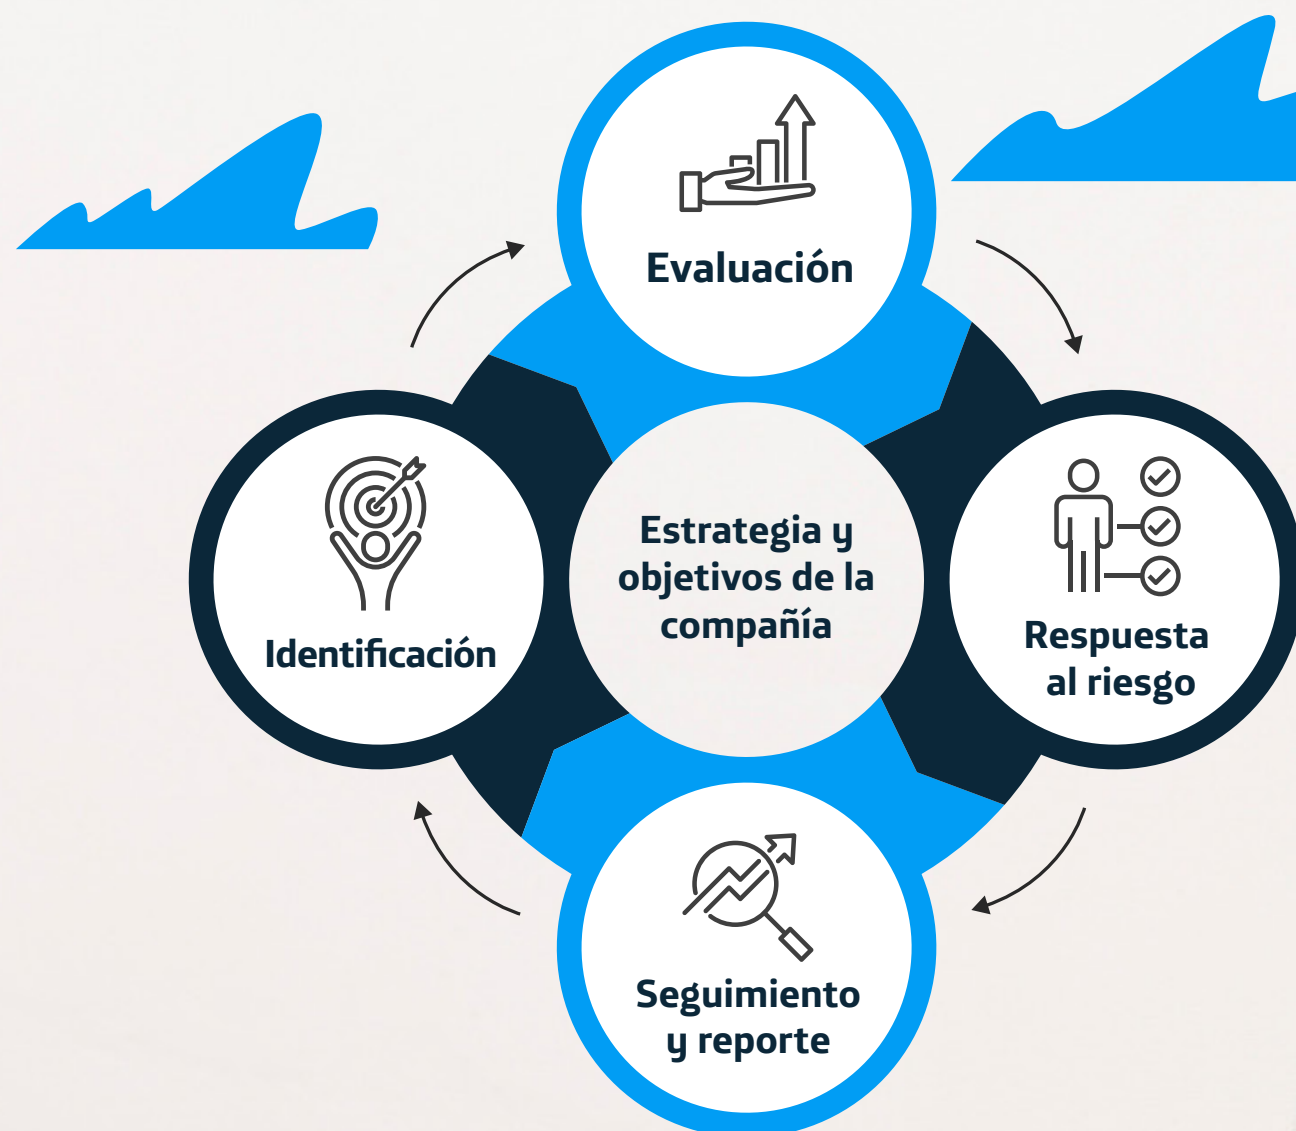 Evaluación
Estrategia y
objetivos de la
compañía
Identificación
Respuesta
al riesgo
Seguimiento
y reporte